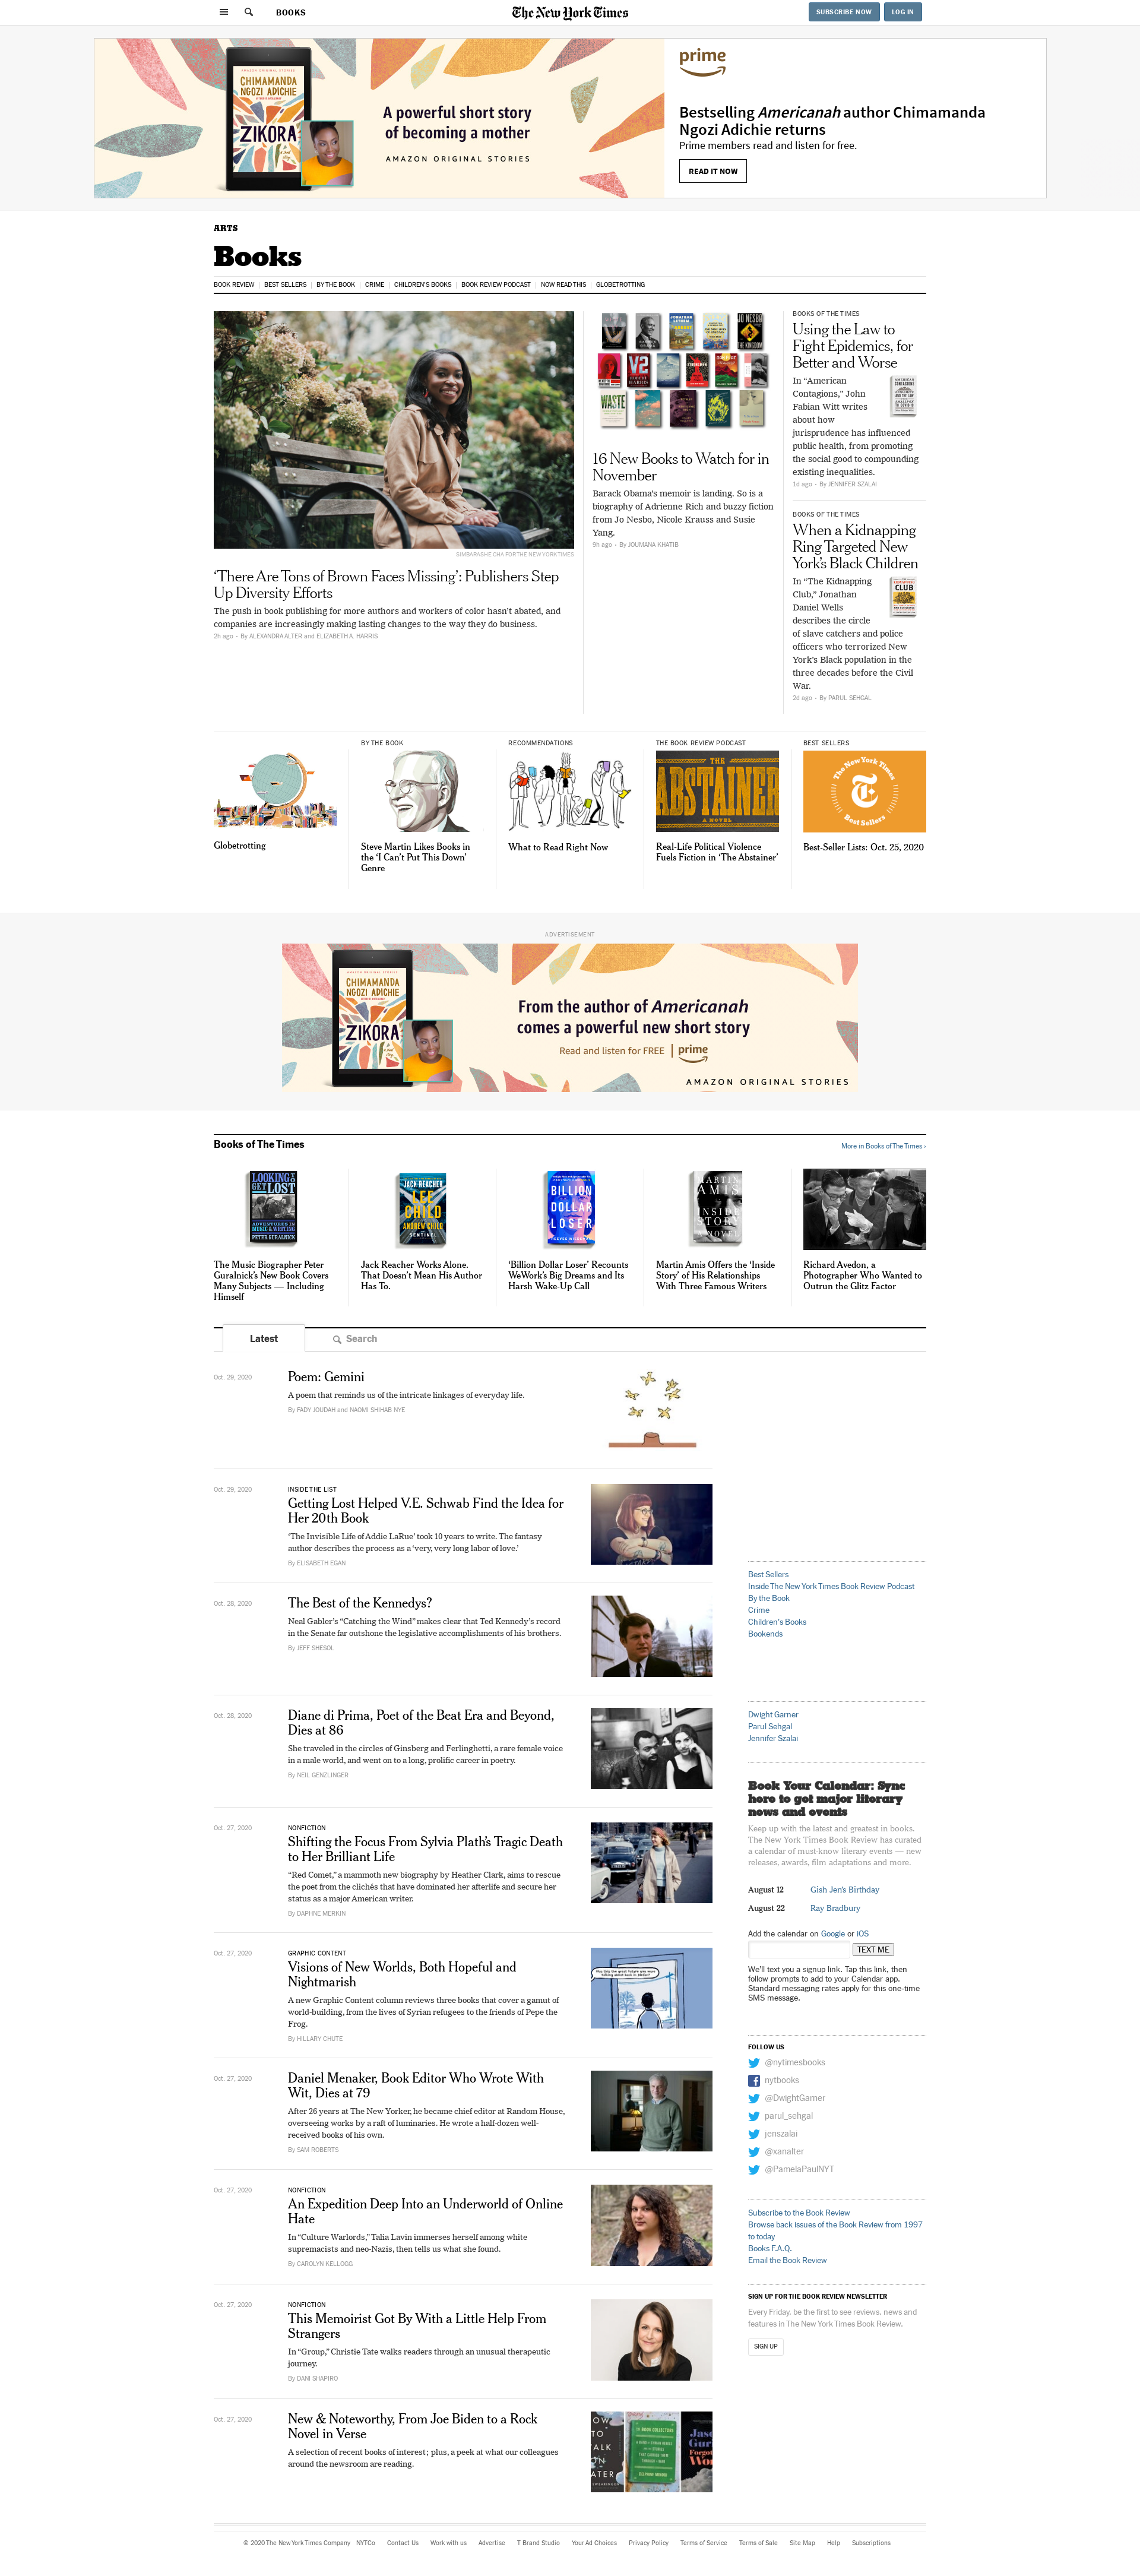 BOOKS
The New York Times
SUBSCRIBE NOW
LOG IN
AMAZON ORIGINAL STORIES
CHIMAMANDA
NGOZI ADICHIE
ZIKORA
A powerful short story
of becoming a mother
AMAZON ORIGINAL STORIES
prime
Bestselling Americanah author Chimamanda
Ngozi Adichie returns
Prime members read and listen for free.
READ IT NOW
ARTS
Books
BOOK REVIEW
BEST SELLERS
BY THE BOOK
CRIME
CHILDREN'S BOOKS
BOOK REVIEW PODCAST
NOW READ THIS
GLOBETROTTING
SIMBARASHE CHA FOR THE NEW YORK TIMES
‘There Are Tons of Brown Faces Missing’: Publishers Step
Up Diversity Efforts
The push in book publishing for more authors and workers of color hasn’t abated, and
companies are increasingly making lasting changes to the way they do business.
2h ago - By ALEXANDRA ALTER and ELIZABETH A. HARRIS
JO NESBO
THE KINGDOM
V2
WASTE
16 New Books to Watch for in
November
Barack Obama’s memoir is landing. So is a
biography of Adrienne Rich and buzzy fiction
from Jo Nesbo, Nicole Krauss and Susie
Yang.
9h ago - By JOUMANA KHATIB
BOOKS OF THE TIMES
Using the Law to
Fight Epidemics, for
Better and Worse
In “American
Contagions,” John
Fabian Witt writes
about how
jurisprudence has influenced
public health, from promoting
the social good to compounding
existing inequalities.
1d ago - By JENNIFER SZALAI
BOOKS OF THE TIMES
When a Kidnapping
Ring Targeted New
York’s Black Children
In “The Kidnapping
Club,” Jonathan
Daniel Wells
describes the circle
of slave catchers and police
officers who terrorized New
York’s Black population in the
three decades before the Civil
War.
2d ago - By PARUL SEHGAL
Globetrotting
BY THE BOOK
Steve Martin Likes Books in
the ‘I Can’t Put This Down’
Genre
RECOMMENDATIONS
What to Read Right Now
THE BOOK REVIEW PODCAST
THE
ABSTAINER
A NOVEL
Real-Life Political Violence
Fuels Fiction in ‘The Abstainer’
BEST SELLERS
The New York Times
Best Sellers
Best-Seller Lists: Oct. 25, 2020
ADVERTISEMENT
AMAZON ORIGINAL STORIES
CHIMAMANDA
NGOZI ADICHIE
ZIKORA
From the author of Americanah
comes a powerful new short story
Read and listen for FREE
prime
AMAZON ORIGINAL STORIES
Books of The Times
More in Books of The Times ›
LOOKING TO
GET LOST
ADVENTURES IN
MUSIC & WRITING
PETER GURALNICK
The Music Biographer Peter
Guralnick’s New Book Covers
Many Subjects — Including
Himself
JACK REACHER
LEE
CHILD
ANDREW CHILD
SENTINEL
Jack Reacher Works Alone.
That Doesn’t Mean His Author
Has To.
BILLION
DOLLAR
LOSER
‘Billion Dollar Loser’ Recounts
WeWork’s Big Dreams and Its
Harsh Wake-Up Call
MARTIN
AMIS
INSIDE
STORY
A NOVEL
Martin Amis Offers the ‘Inside
Story’ of His Relationships
With Three Famous Writers
Richard Avedon, a
Photographer Who Wanted to
Outrun the Glitz Factor
Latest
Search
Oct. 29, 2020
Poem: Gemini
A poem that reminds us of the intricate linkages of everyday life.
By FADY JOUDAH and NAOMI SHIHAB NYE
Oct. 29, 2020
INSIDE THE LIST
Getting Lost Helped V.E. Schwab Find the Idea for
Her 20th Book
‘The Invisible Life of Addie LaRue’ took 10 years to write. The fantasy
author describes the process as a ‘very, very long labor of love.’
By ELISABETH EGAN
Oct. 28, 2020
The Best of the Kennedys?
Neal Gabler’s “Catching the Wind” makes clear that Ted Kennedy’s record
in the Senate far outshone the legislative accomplishments of his brothers.
By JEFF SHESOL
Oct. 28, 2020
Diane di Prima, Poet of the Beat Era and Beyond,
Dies at 86
She traveled in the circles of Ginsberg and Ferlinghetti, a rare female voice
in a male world, and went on to a long, prolific career in poetry.
By NEIL GENZLINGER
Oct. 27, 2020
NONFICTION
Shifting the Focus From Sylvia Plath’s Tragic Death
to Her Brilliant Life
“Red Comet,” a mammoth new biography by Heather Clark, aims to rescue
the poet from the clichés that have dominated her afterlife and secure her
status as a major American writer.
By DAPHNE MERKIN
Oct. 27, 2020
GRAPHIC CONTENT
Visions of New Worlds, Both Hopeful and
Nightmarish
A new Graphic Content column reviews three books that cover a gamut of
world-building, from the lives of Syrian refugees to the friends of Pepe the
Frog.
By HILLARY CHUTE
Oct. 27, 2020
Daniel Menaker, Book Editor Who Wrote With
Wit, Dies at 79
After 26 years at The New Yorker, he became chief editor at Random House,
overseeing works by a raft of luminaries. He wrote a half-dozen well-
received books of his own.
By SAM ROBERTS
Oct. 27, 2020
NONFICTION
An Expedition Deep Into an Underworld of Online
Hate
In “Culture Warlords,” Talia Lavin immerses herself among white
supremacists and neo-Nazis, then tells us what she found.
By CAROLYN KELLOGG
Oct. 27, 2020
NONFICTION
This Memoirist Got By With a Little Help From
Strangers
In “Group,” Christie Tate walks readers through an unusual therapeutic
journey.
By DANI SHAPIRO
Oct. 27, 2020
New & Noteworthy, From Joe Biden to a Rock
Novel in Verse
A selection of recent books of interest; plus, a peek at what our colleagues
around the newsroom are reading.
Best Sellers
Inside The New York Times Book Review Podcast
By the Book
Crime
Children's Books
Bookends
Dwight Garner
Parul Sehgal
Jennifer Szalai
Book Your Calendar: Sync
here to get major literary
news and events
Keep up with the latest and greatest in books.
The New York Times Book Review has curated
a calendar of must-know literary events — new
releases, awards, film adaptations and more.
August 12 Gish Jen's Birthday
August 22 Ray Bradbury
Add the calendar on Google or iOS
TEXT ME
We'll text you a signup link. Tap this link, then
follow prompts to add to your Calendar app.
Standard messaging rates apply for this one-time
SMS message.
FOLLOW US
@nytimesbooks
nytbooks
@DwightGarner
parul_sehgal
jenszalai
@xanalter
@PamelaPaulNYT
Subscribe to the Book Review
Browse back issues of the Book Review from 1997
to today
Books F.A.Q.
Email the Book Review
SIGN UP FOR THE BOOK REVIEW NEWSLETTER
Every Friday, be the first to see reviews, news and
features in The New York Times Book Review.
SIGN UP
© 2020 The New York Times Company
NYTCo
Contact Us
Work with us
Advertise
T Brand Studio
Your Ad Choices
Privacy Policy
Terms of Service
Terms of Sale
Site Map
Help
Subscriptions